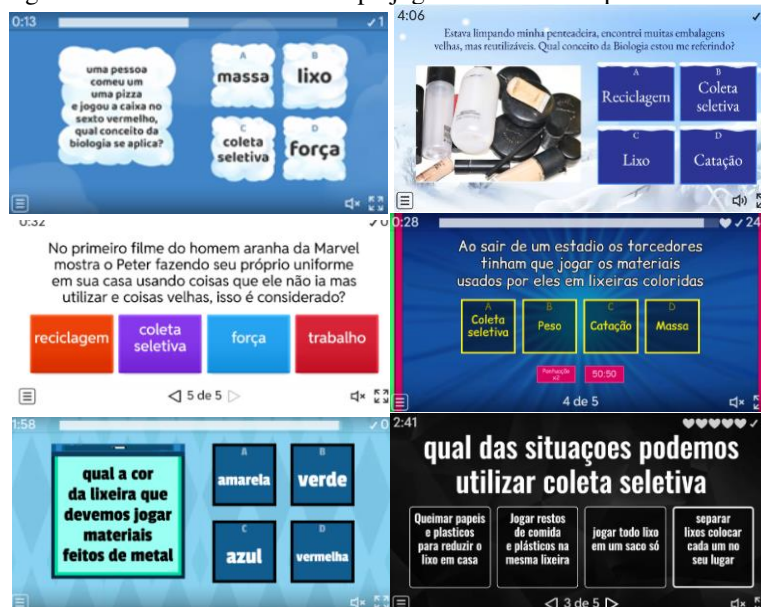 0:13
✓1
uma pessoa
comeu um
uma pizza
e jogou a caixa no
sexto vermelho,
qual conceito da
biologia se aplica?
A
massa
B
lixo
C
coleta
seletiva
D
força
4:06
Estava limpando minha penteadeira, encontrei muitas embalagens
velhas, mas reutilizáveis. Qual conceito da Biologia estou me referindo?
A
Reciclagem
B
Coleta
seletiva
C
Lixo
D
Catação
0:32
✓0
No primeiro filme do homem aranha da Marvel
mostra o Peter fazendo seu próprio uniforme
em sua casa usando coisas que ele não ia mas
utilizar e coisas velhas, isso é considerado?
reciclagem
coleta
seletiva
força
trabalho
5 de 5
0:28
✓24
Ao sair de um estadio os torcedores
tinham que jogar os materiais
usados por eles em lixeiras coloridas
A
Coleta
seletiva
B
Peso
C
Catação
D
Massa
Pontuação
x2
50:50
4 de 5
1:58
✓0
qual a cor
da lixeira que
devemos jogar
materiais
feitos de metal
A
amarela
B
verde
C
azul
D
vermelha
2:41
qual das situaçoes podemos
utilizar coleta seletiva
Queimar papeis
e plasticos
para reduzir o
lixo em casa
Jogar restos
de comida
e plásticos na
mesma lixeira
jogar todo lixo
em um saco só
separar
lixos colocar
cada um no
seu lugar
3 de 5